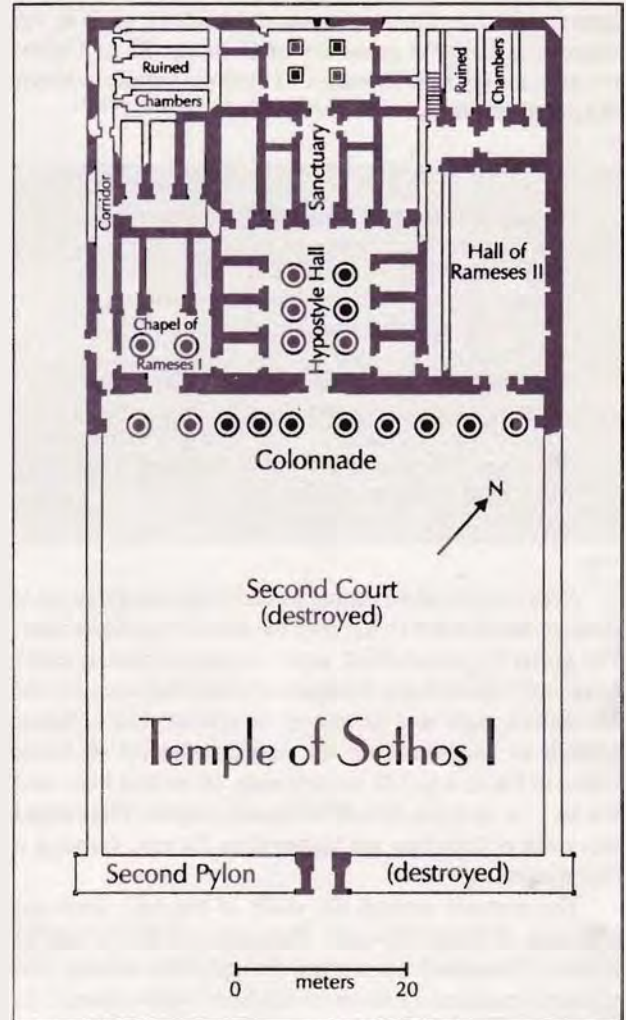 Ruined
Chambers
Ruined
Chambers
Corridor
Sanctuary
Hall of
Rameses II
Hypostyle Hall
Chapel of
Rameses I
Colonnade
N
Second Court
(destroyed)
Temple of Sethos I
Second Pylon
(destroyed)
meters
0
20